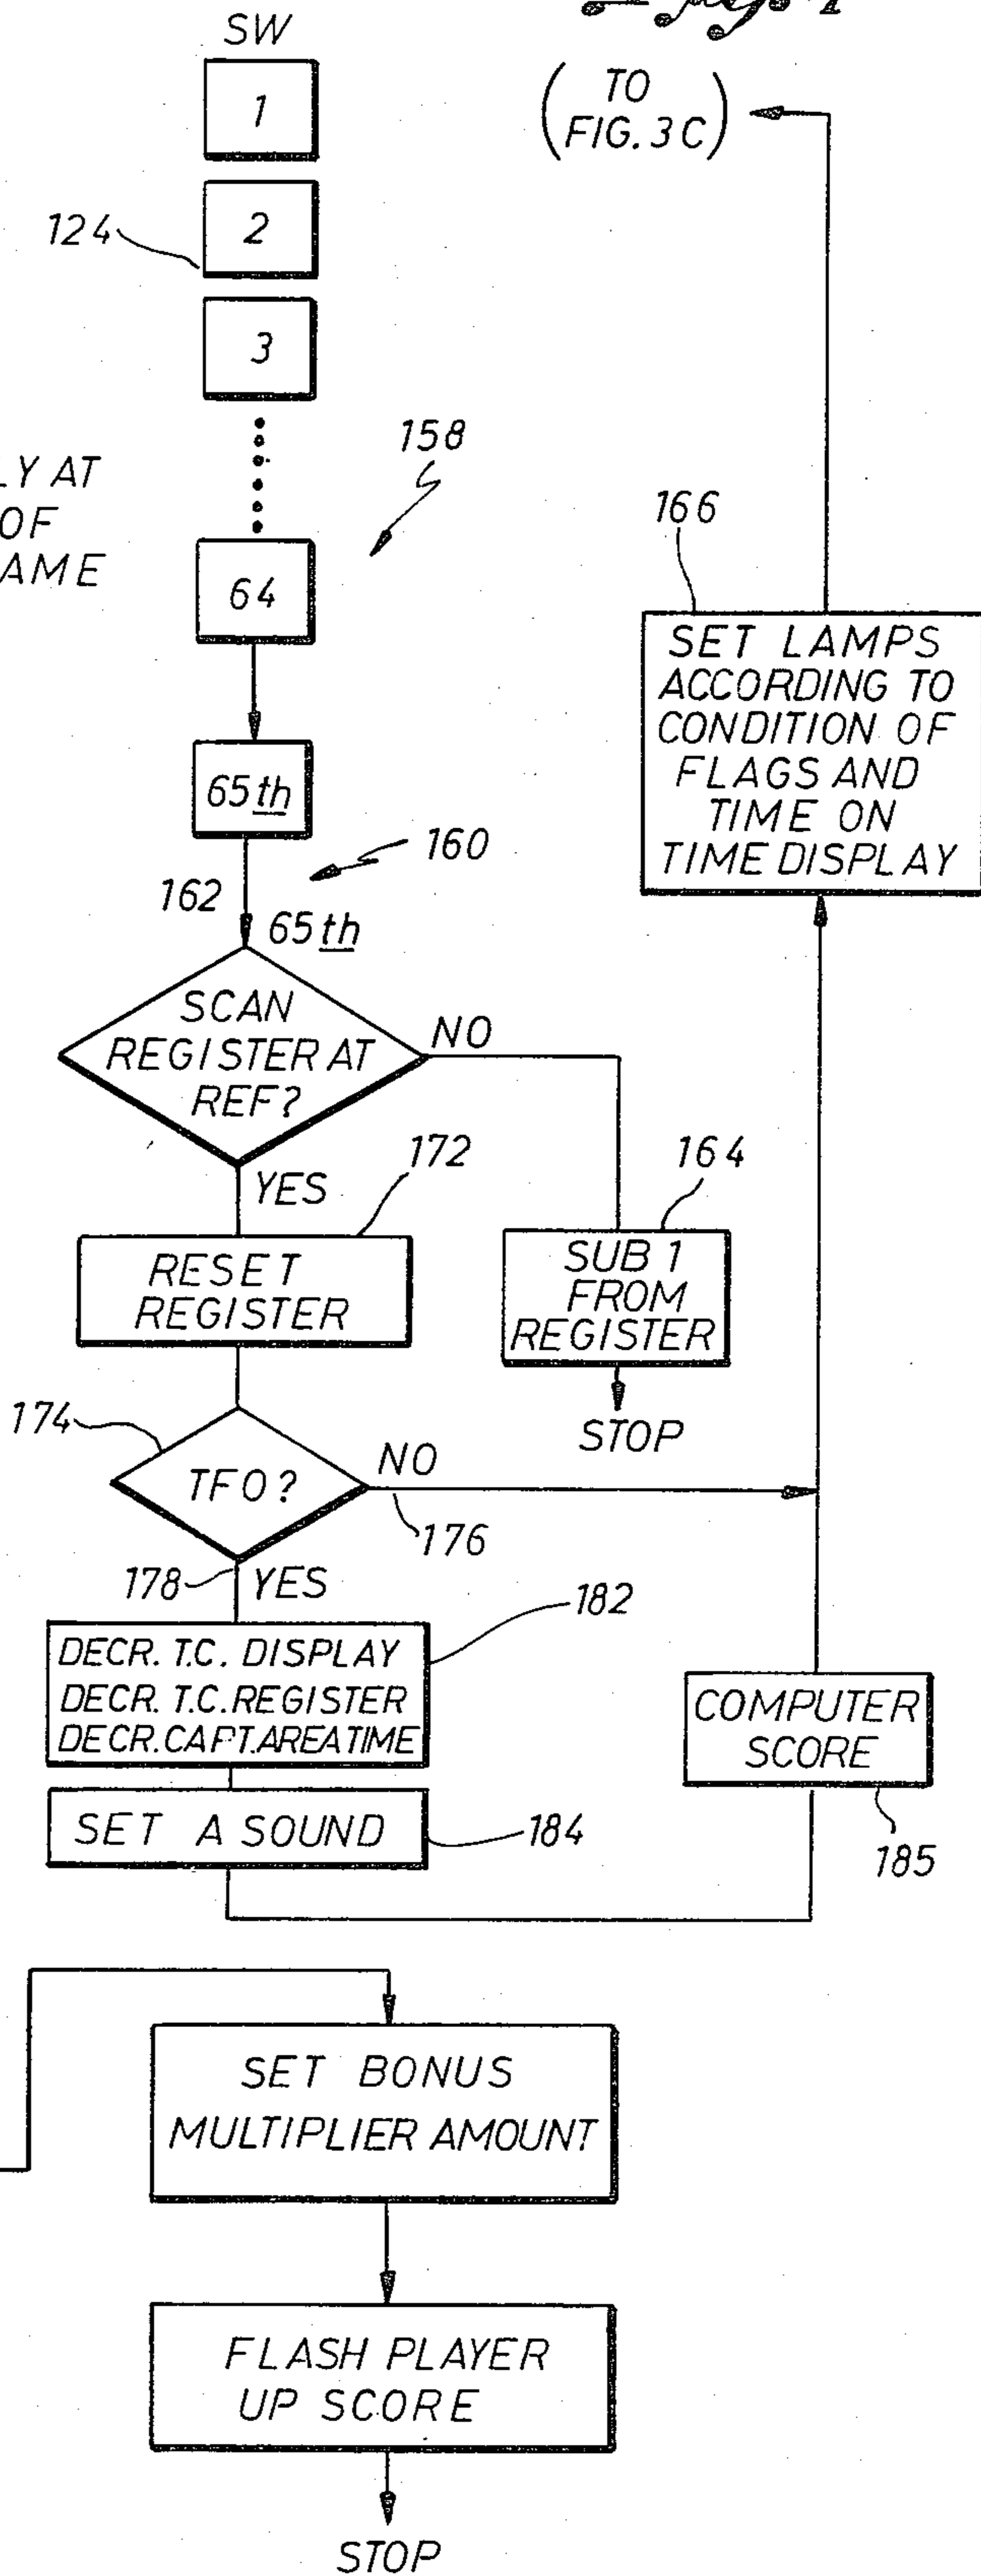 SW
1
(TO
FIG. 3C)
124
2
3
158
LY AT
OF
AME
64
166
SET LAMPS
ACCORDING TO
CONDITION OF
FLAGS AND
TIME ON
TIME DISPLAY
65th
160
162
65th
SCAN
REGISTER AT
REF?
NO
YES
172
164
RESET
REGISTER
SUB 1
FROM
REGISTER
STOP
174
TFO?
NO
176
178
YES
182
DECR. T.C. DISPLAY
DECR. T.C. REGISTER
DECR. CAPT. AREA TIME
COMPUTER
SCORE
SET A SOUND
184
185
SET BONUS
MULTIPLIER AMOUNT
FLASH PLAYER
UP SCORE
STOP